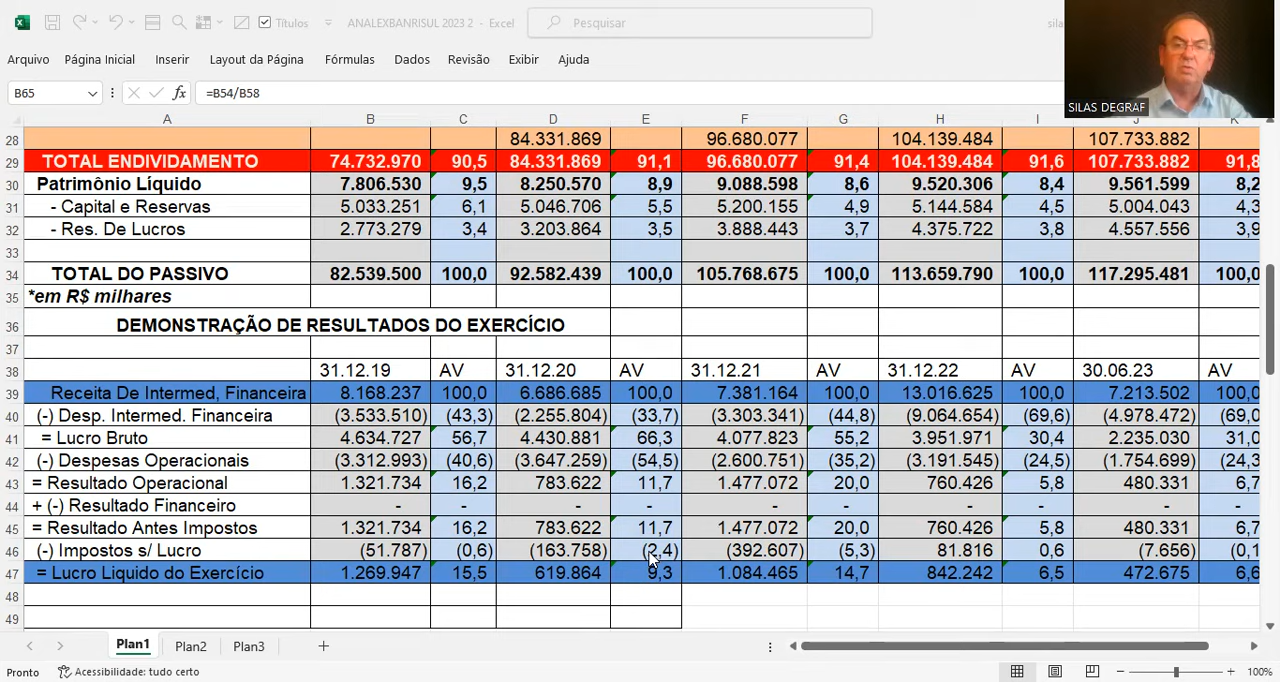 Títulos
ANALEXBANRISUL 2023 2 - Excel
Pesquisar
silas
SILAS DEGRAF
Arquivo Página Inicial Inserir Layout da Página Fórmulas Dados Revisão Exibir Ajuda
B65 fx =B54/B58
A B C D E F G H I J K
28 84.331.869 96.680.077 104.139.484 107.733.882
29 TOTAL ENDIVIDAMENTO 74.732.970 90,5 84.331.869 91,1 96.680.077 91,4 104.139.484 91,6 107.733.882 91,8
30 Patrimônio Líquido 7.806.530 9,5 8.250.570 8,9 9.088.598 8,6 9.520.306 8,4 9.561.599 8,2
31 - Capital e Reservas 5.033.251 6,1 5.046.706 5,5 5.200.155 4,9 5.144.584 4,5 5.004.043 4,3
32 - Res. De Lucros 2.773.279 3,4 3.203.864 3,5 3.888.443 3,7 4.375.722 3,8 4.557.556 3,9
33
34 TOTAL DO PASSIVO 82.539.500 100,0 92.582.439 100,0 105.768.675 100,0 113.659.790 100,0 117.295.481 100,0
35 *em R$ milhares
36 DEMONSTRAÇÃO DE RESULTADOS DO EXERCÍCIO
37
38 31.12.19 AV 31.12.20 AV 31.12.21 AV 31.12.22 AV 30.06.23 AV
39 Receita De Intermed, Financeira 8.168.237 100,0 6.686.685 100,0 7.381.164 100,0 13.016.625 100,0 7.213.502 100,0
40 (-) Desp. Intermed. Financeira (3.533.510) (43,3) (2.255.804) (33,7) (3.303.341) (44,8) (9.064.654) (69,6) (4.978.472) (69,0
41 = Lucro Bruto 4.634.727 56,7 4.430.881 66,3 4.077.823 55,2 3.951.971 30,4 2.235.030 31,0
42 (-) Despesas Operacionais (3.312.993) (40,6) (3.647.259) (54,5) (2.600.751) (35,2) (3.191.545) (24,5) (1.754.699) (24,3
43 = Resultado Operacional 1.321.734 16,2 783.622 11,7 1.477.072 20,0 760.426 5,8 480.331 6,7
44 + (-) Resultado Financeiro - - - - - - - - - -
45 = Resultado Antes Impostos 1.321.734 16,2 783.622 11,7 1.477.072 20,0 760.426 5,8 480.331 6,7
46 (-) Impostos s/ Lucro (51.787) (0,6) (163.758) (2,4) (392.607) (5,3) 81.816 0,6 (7.656) (0,1
47 = Lucro Liquido do Exercício 1.269.947 15,5 619.864 9,3 1.084.465 14,7 842.242 6,5 472.675 6,6
48
49
Plan1 Plan2 Plan3
Pronto Acessibilidade: tudo certo 100%